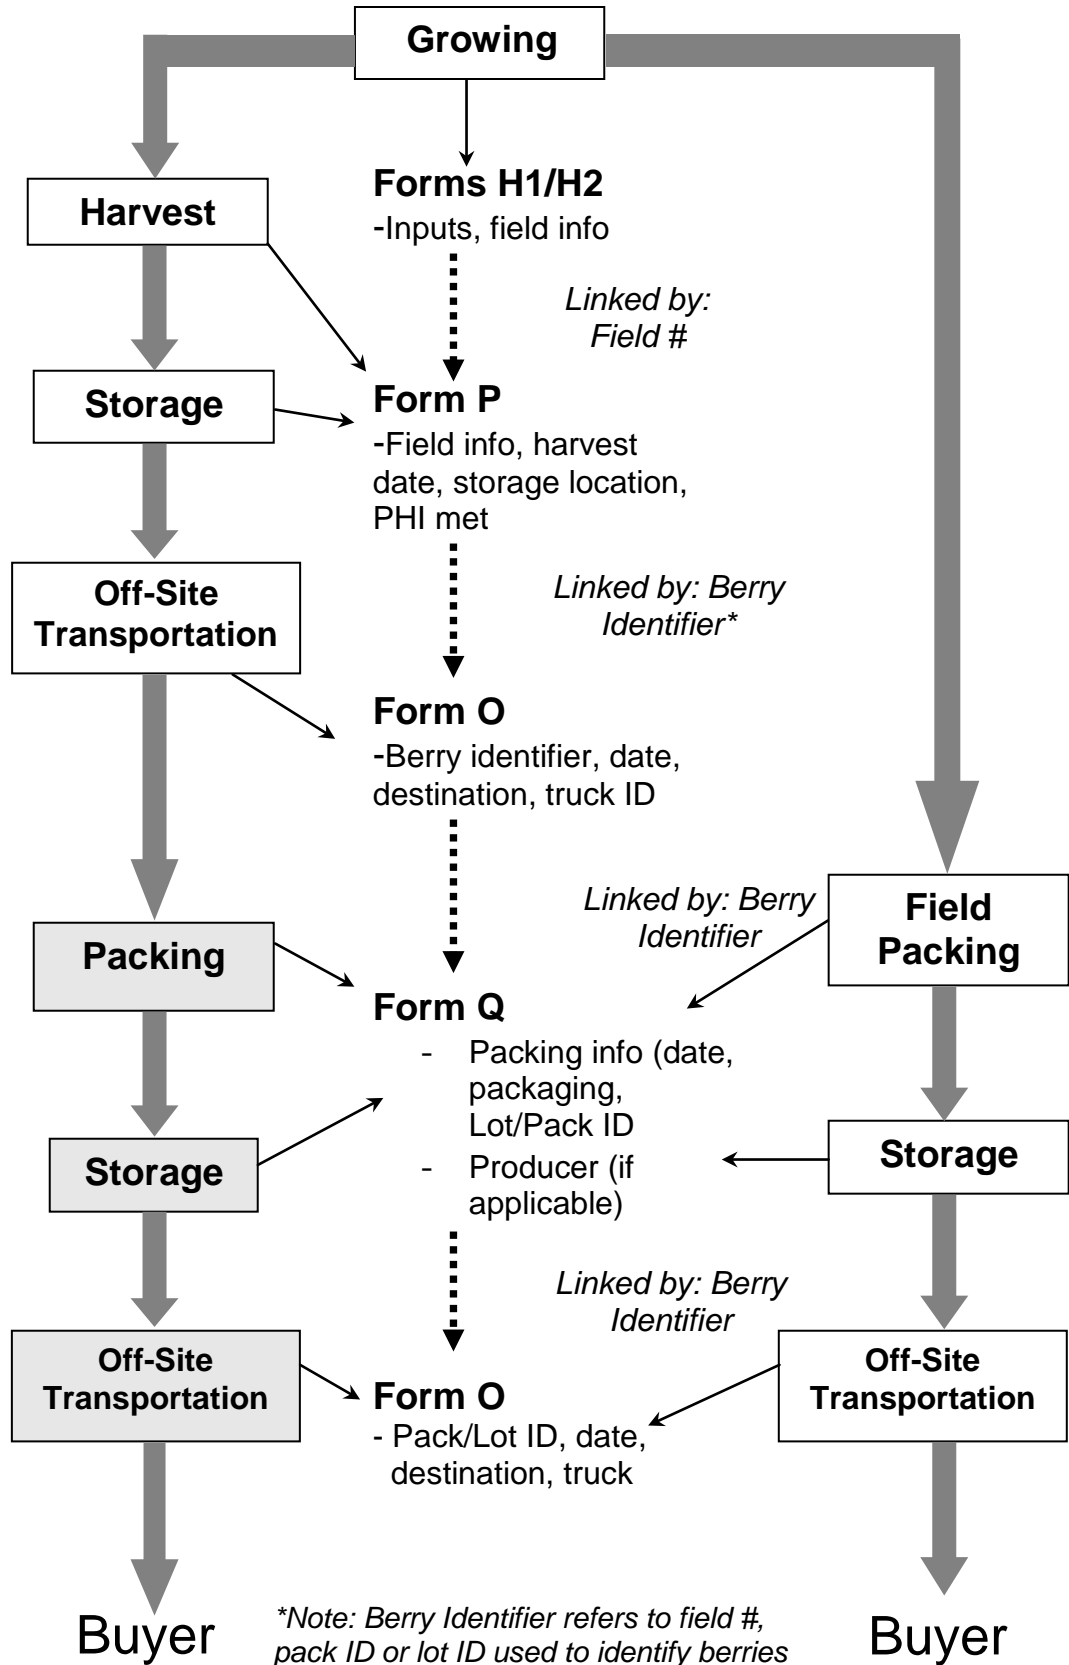 Growing
Forms H1/H2
-Inputs, field info
Harvest
Linked by:
Field #
Storage
Form P
-Field info, harvest
date, storage location,
PHI met
Off-Site
Transportation
Linked by: Berry
Identifier*
Form O
-Berry identifier, date,
destination, truck ID
Linked by: Berry
Identifier
Field
Packing
Packing
Form Q
- Packing info (date,
packaging,
Lot/Pack ID
- Producer (if
applicable)
Storage
Storage
Linked by: Berry
Identifier
Off-Site
Transportation
Off-Site
Transportation
Form O
- Pack/Lot ID, date,
destination, truck
Buyer
*Note: Berry Identifier refers to field #,
pack ID or lot ID used to identify berries
Buyer